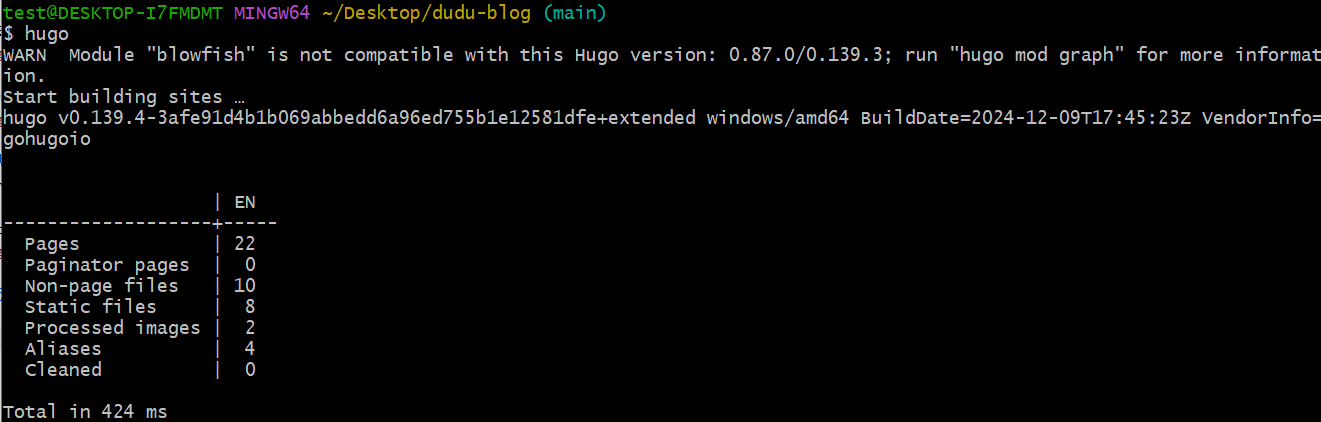 test@DESKTOP-I7FMDMT MINGW64 ~/Desktop/dudu-blog (main)
$ hugo
WARN  Module "blowfish" is not compatible with this Hugo version: 0.87.0/0.139.3; run "hugo mod graph" for more informat
ion.
Start building sites …
hugo v0.139.4-3afe91d4b1b069abbedd6a96ed755b1e12581dfe+extended windows/amd64 BuildDate=2024-12-09T17:45:23Z VendorInfo=
gohugoio
                   | EN
-------------------+-----
  Pages            | 22
  Paginator pages  |  0
  Non-page files   | 10
  Static files     |  8
  Processed images |  2
  Aliases          |  4
  Cleaned          |  0
Total in 424 ms